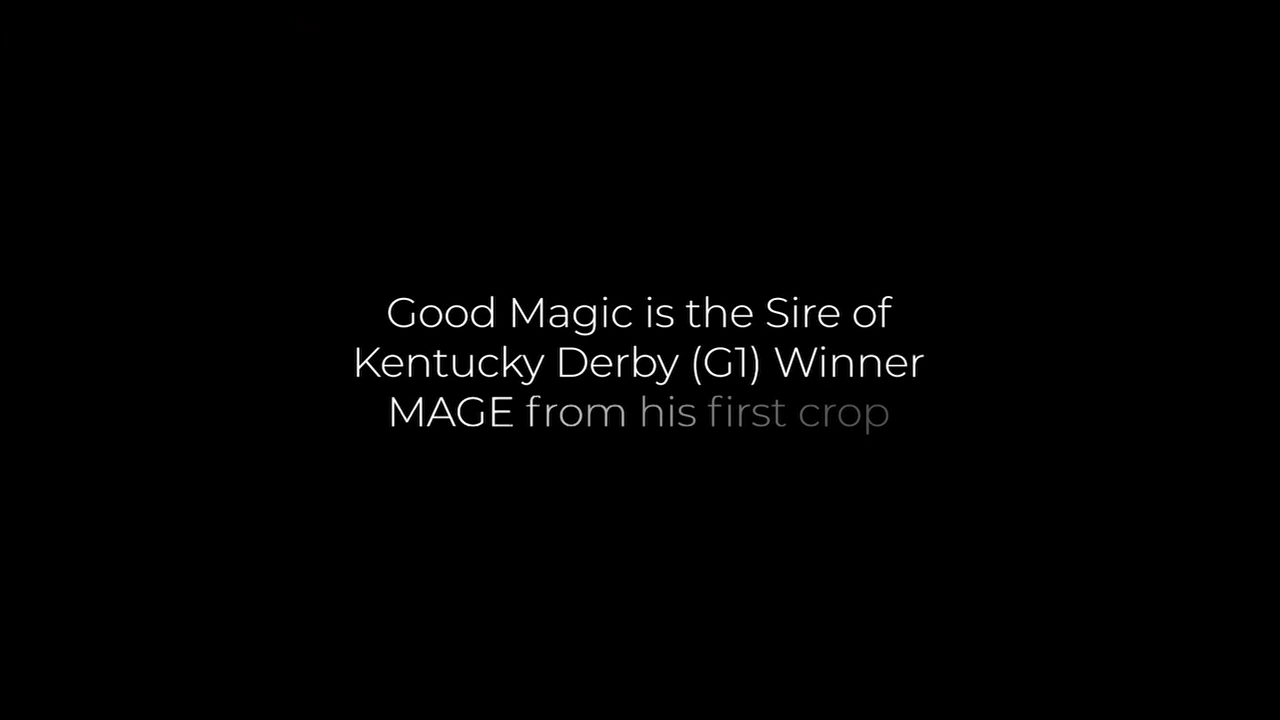 Good Magic is the Sire of
Kentucky Derby (G1) Winner
MAGE from his first crop